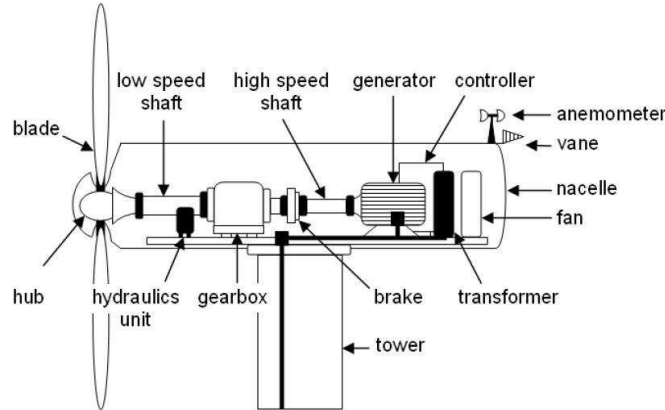 low speed
shaft
high speed
shaft
generator
controller
blade
anemometer
vane
nacelle
fan
hub
hydraulics
unit
gearbox
brake
transformer
tower